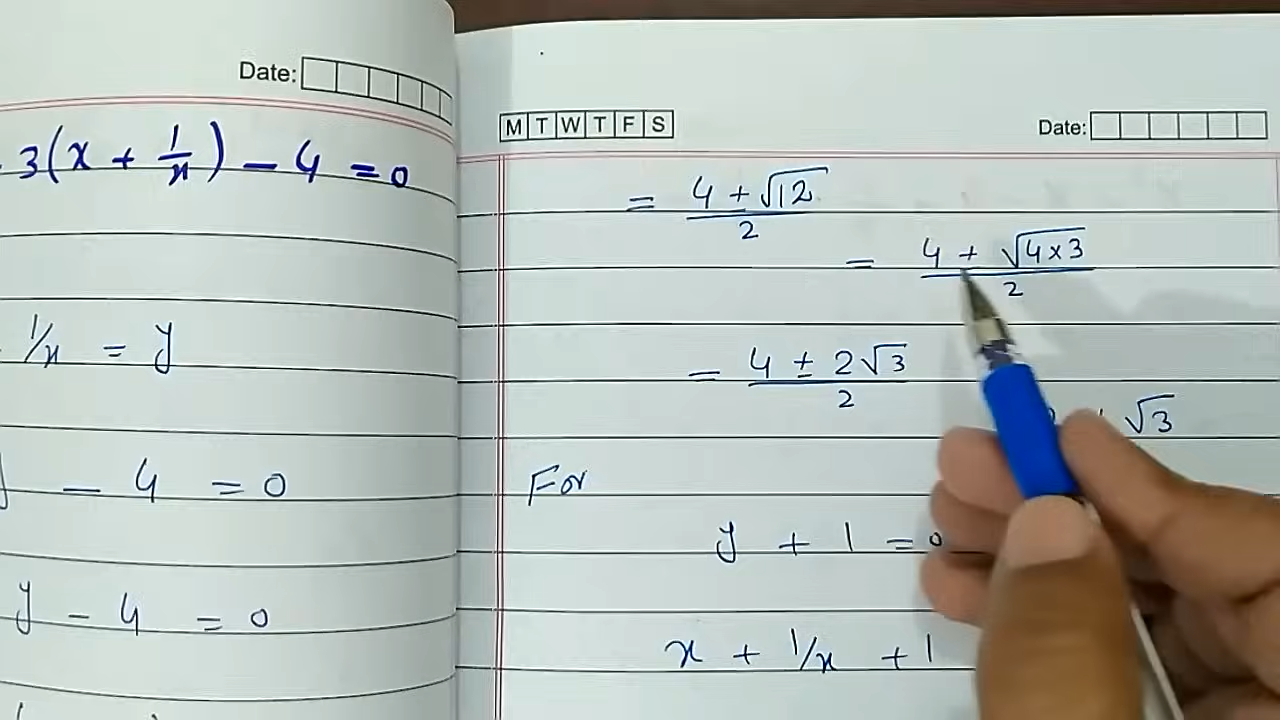 Date:
3(x + 1/x) - 4 = 0
1/x = y
- 4 = 0
y - 4 = 0
M T W T F S
Date:
= 4 + √12 / 2
= 4 + √4×3 / 2
= 4 ± 2√3 / 2
√3
For
y + 1 = 0
x + 1/x + 1